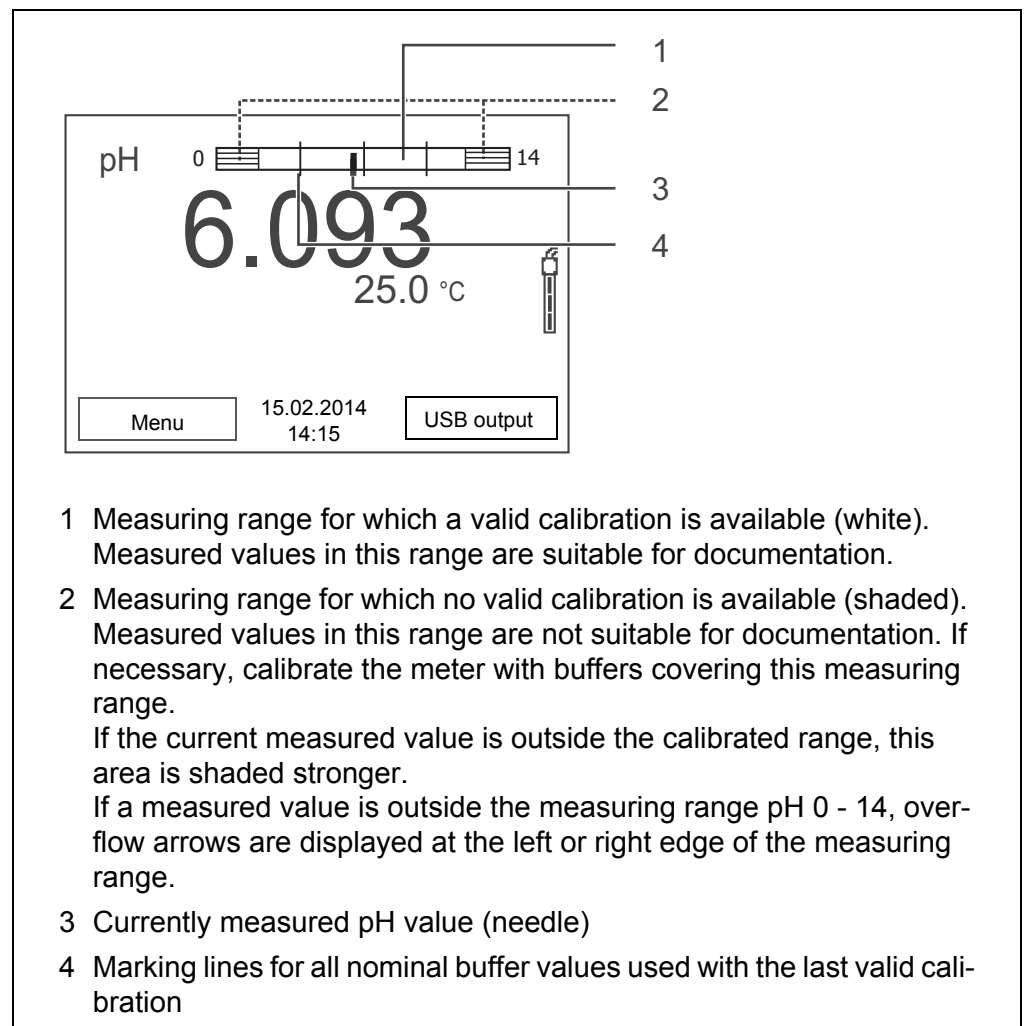 1
2
pH 0 14
3
6.093
4
25.0 °C
Menu 15.02.2014 14:15 USB output
1 Measuring range for which a valid calibration is available (white).
Measured values in this range are suitable for documentation.
2 Measuring range for which no valid calibration is available (shaded).
Measured values in this range are not suitable for documentation. If
necessary, calibrate the meter with buffers covering this measuring
range.
If the current measured value is outside the calibrated range, this
area is shaded stronger.
If a measured value is outside the measuring range pH 0 - 14, over-
flow arrows are displayed at the left or right edge of the measuring
range.
3 Currently measured pH value (needle)
4 Marking lines for all nominal buffer values used with the last valid cali-
bration